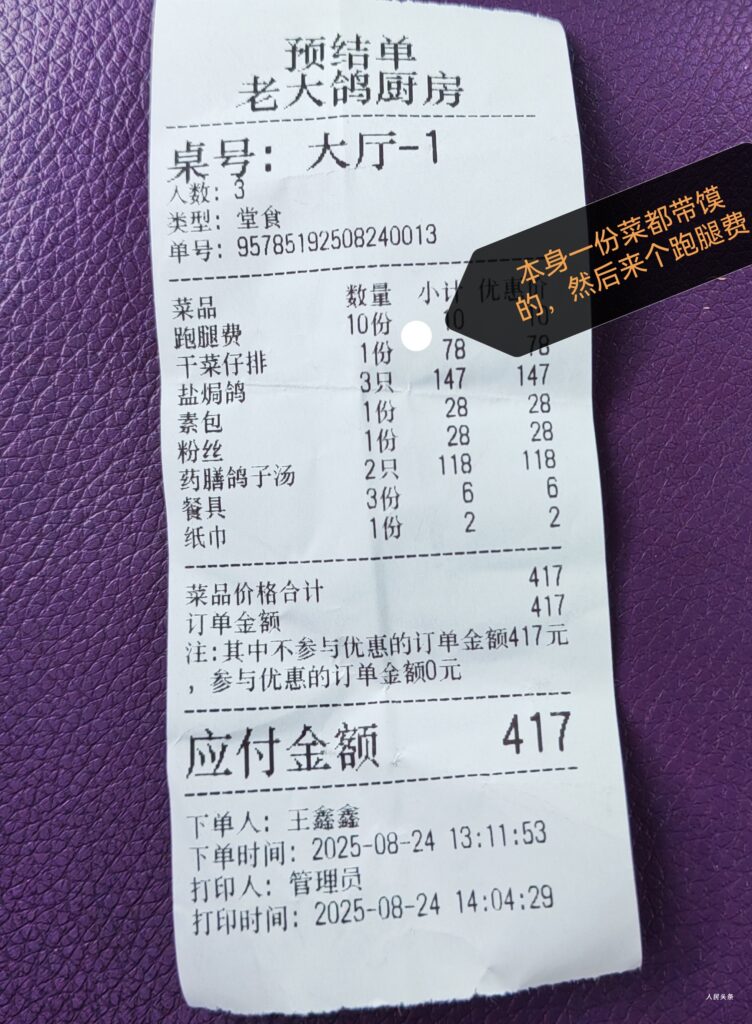 预结单
老大鸽厨房
桌号: 大厅-1
人数: 3
类型: 堂食
单号: 95785192508240013
菜品 数量 小计 优惠价
跑腿费 10份 10 10
干菜仔排 1份 78 78
盐焗鸽 3只 147 147
素包 1份 28 28
粉丝 1份 28 28
药膳鸽子汤 2只 118 118
餐具 3份 6 6
纸巾 1份 2 2
菜品价格合计 417
订单金额 417
注:其中不参与优惠的订单金额417元
，参与优惠的订单金额0元
应付金额 417
下单人: 王鑫鑫
下单时间: 2025-08-24 13:11:53
打印人: 管理员
打印时间: 2025-08-24 14:04:29
本身一份菜都带馍
的，然后来个跑腿费
人民头条